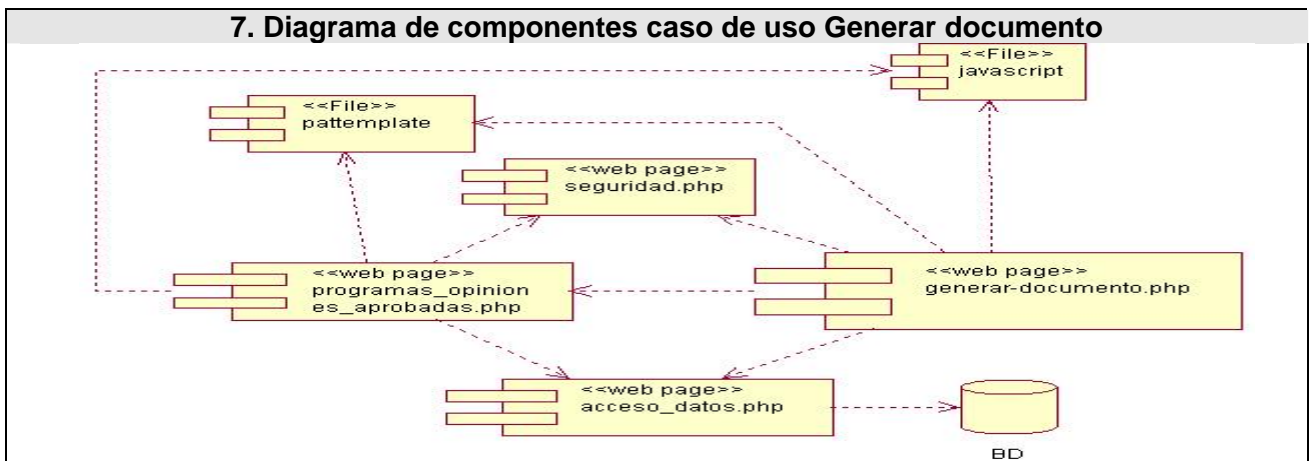 7. Diagrama de componentes caso de uso Generar documento
<<File>>
javascript
<<File>>
pattemplate
<<web page>>
seguridad.php
<<web page>>
programas_opinion
es_aprobadas.php
<<web page>>
generar-documento.php
<<web page>>
acceso_datos.php
BD